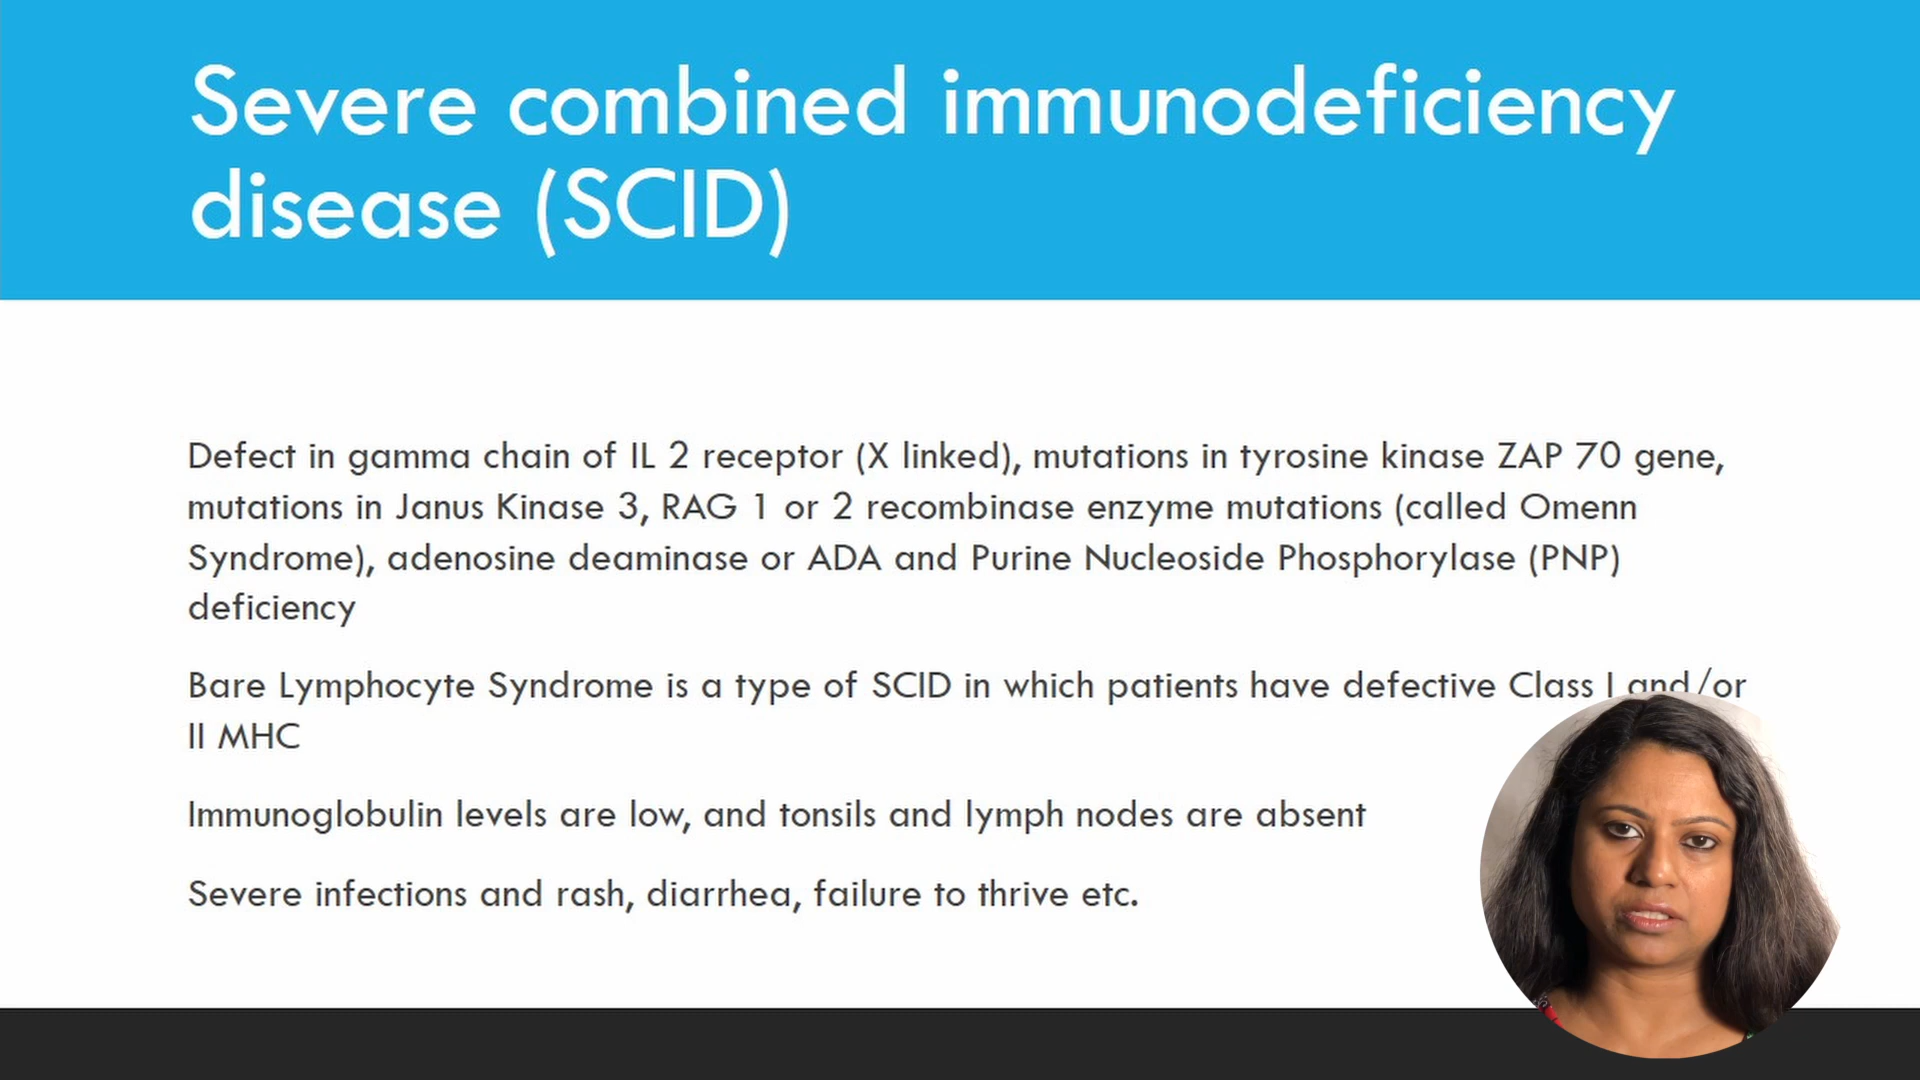 Severe combined immunodeficiency
disease (SCID)
Defect in gamma chain of IL 2 receptor (X linked), mutations in tyrosine kinase ZAP 70 gene,
mutations in Janus Kinase 3, RAG 1 or 2 recombinase enzyme mutations (called Omenn
Syndrome), adenosine deaminase or ADA and Purine Nucleoside Phosphorylase (PNP)
deficiency
Bare Lymphocyte Syndrome is a type of SCID in which patients have defective Class I and/or
II MHC
Immunoglobulin levels are low, and tonsils and lymph nodes are absent
Severe infections and rash, diarrhea, failure to thrive etc.